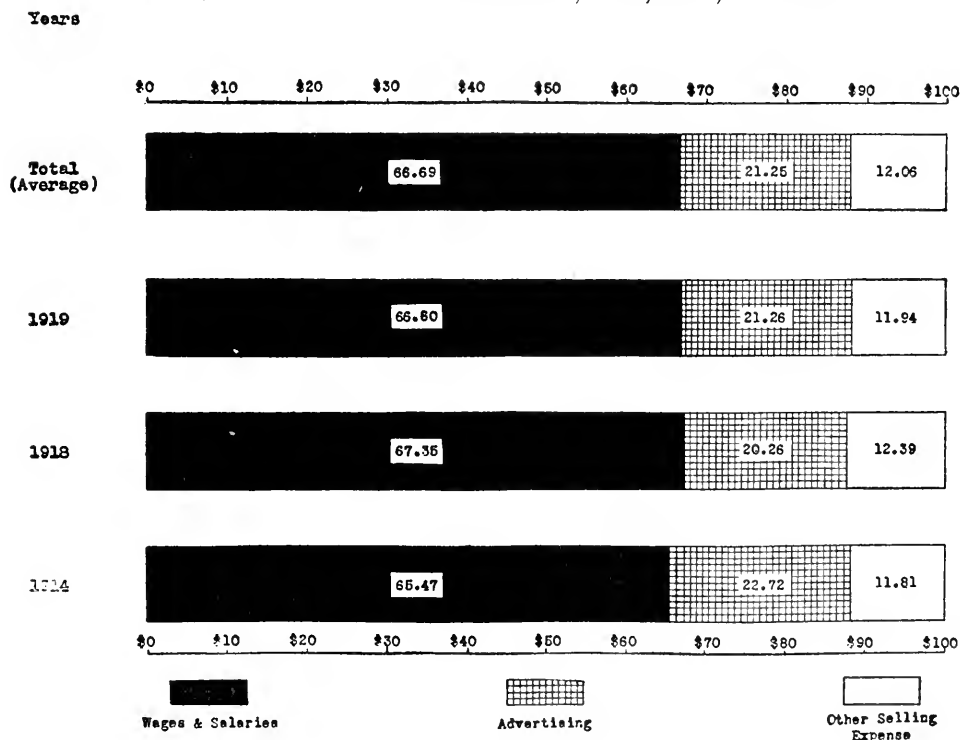 Years
$0 $10 $20 $30 $40 $50 $60 $70 $80 $90 $100
Total
(Average)
66.69 21.25 12.06
1919
66.80 21.26 11.94
1918
67.35 20.26 12.39
1914
65.47 22.72 11.81
$0 $10 $20 $30 $40 $50 $60 $70 $80 $90 $100
Wages & Salaries
Advertising
Other Selling
Expense